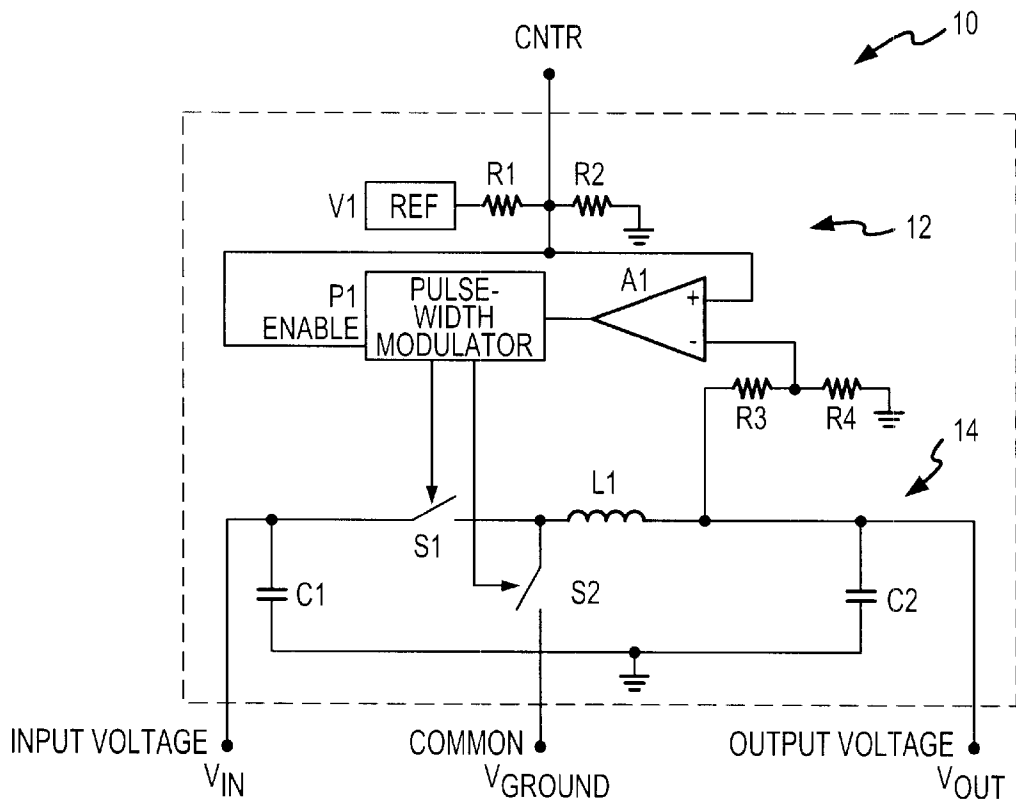 10
CNTR
R1
R2
V1
REF
12
A1
P1
ENABLE
PULSE-
WIDTH
MODULATOR
+
-
R3
R4
14
L1
S1
S2
C1
C2
INPUT VOLTAGE
VIN
COMMON
VGROUND
OUTPUT VOLTAGE
VOUT